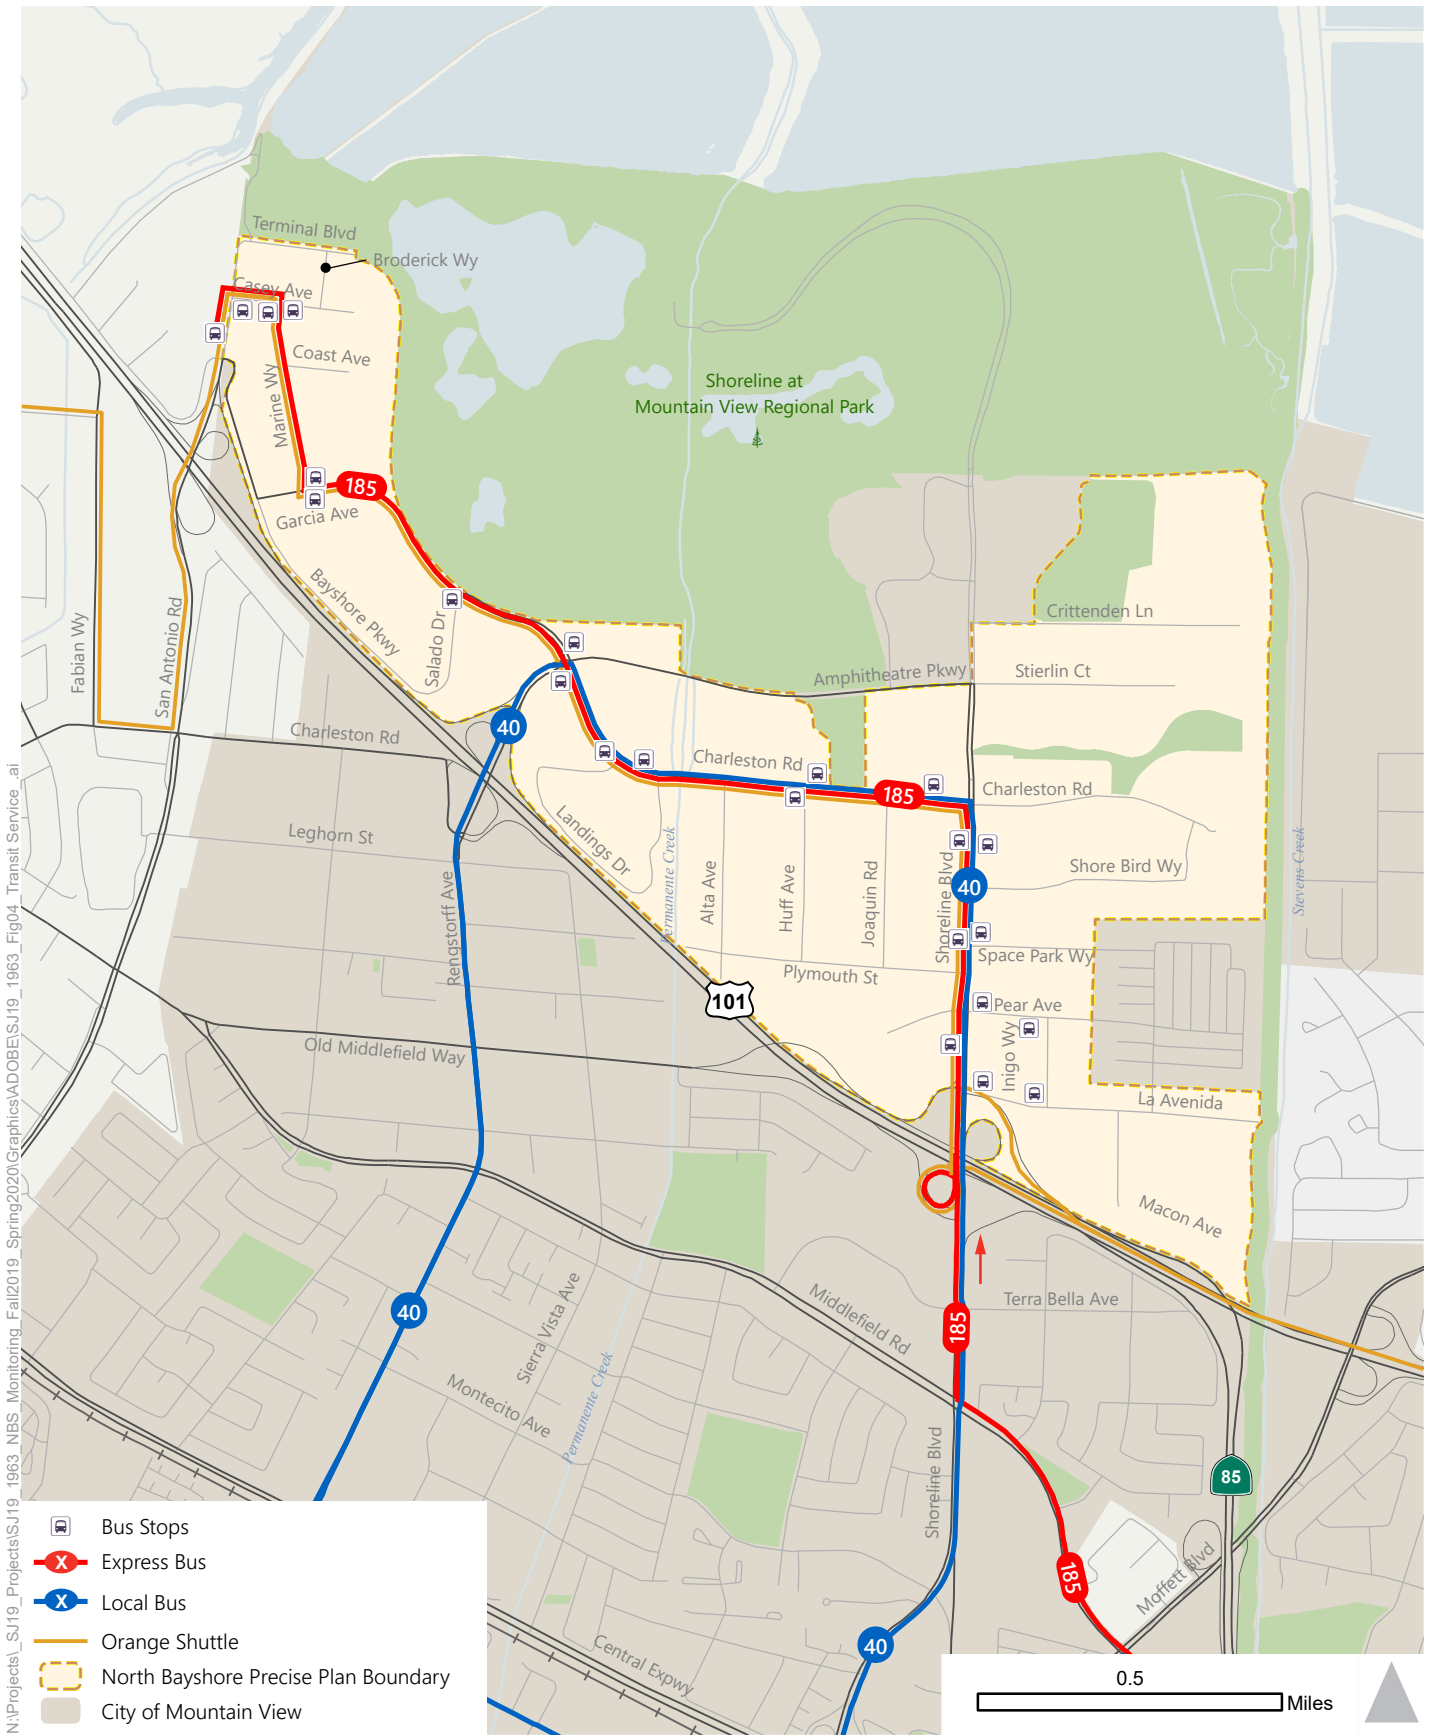 Terminal Blvd
Broderick Wy
Casey Ave
Coast Ave
Marine Wy
Shoreline at
Mountain View Regional Park
185
Garcia Ave
Bayshore Pkwy
Salado Dr
Crittenden Ln
Fabian Wy
San Antonio Rd
Amphitheatre Pkwy
Stierlin Ct
40
Charleston Rd
Charleston Rd
185
Charleston Rd
Leghorn St
Landings Dr
Permanente Creek
Alta Ave
Huff Ave
Joaquin Rd
Shoreline Blvd
Shore Bird Wy
40
Stevens Creek
Rengstorff Ave
Space Park Wy
Plymouth St
101
Pear Ave
Inigo Wy
Old Middlefield Way
La Avenida
Macon Ave
Middlefield Rd
Terra Bella Ave
40
185
Sierra Vista Ave
Montecito Ave
Permanente Creek
Shoreline Blvd
85
185
Moffett Blvd
40
Central Expwy
Bus Stops
X Express Bus
X Local Bus
Orange Shuttle
North Bayshore Precise Plan Boundary
City of Mountain View
0.5
Miles
N:\Projects\_SJ19_Projects\SJ19_1963_NBS_Monitoring_Fall2019_Spring2020\Graphics\ADOBE\SJ19_1963_Fig04_Transit Service_.ai